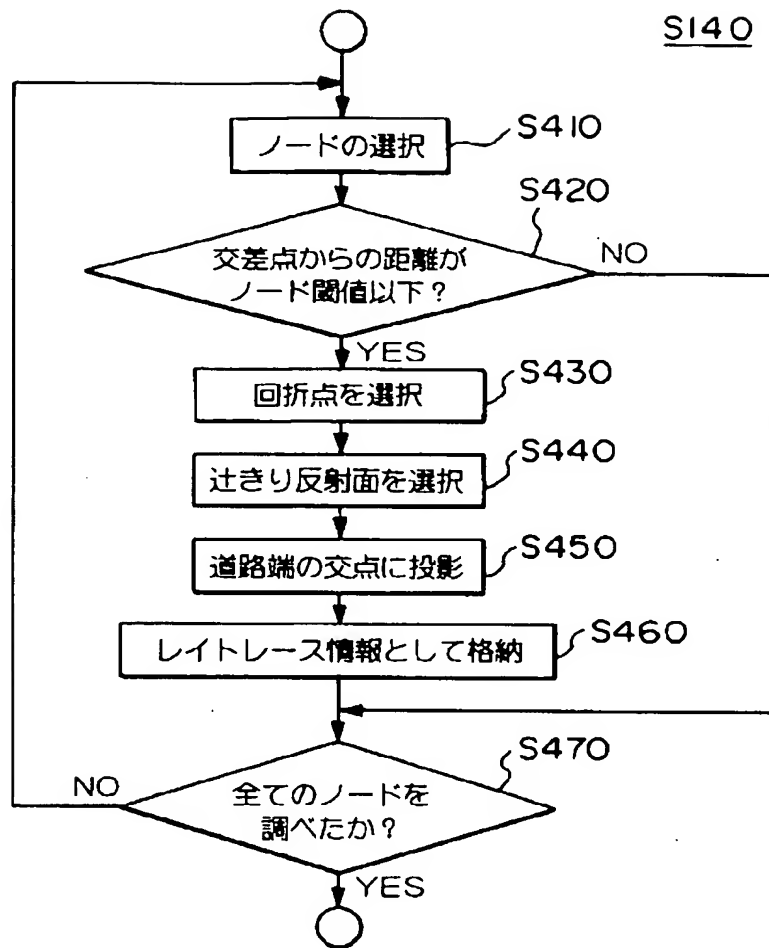 S140
ノードの選択
S410
S420
交差点からの距離が
ノード閾値以下？
NO
YES
回折点を選択
S430
辻きり反射面を選択
S440
道路端の交点に投影
S450
レイトレース情報として格納
S460
S470
全てのノードを
調べたか？
NO
YES